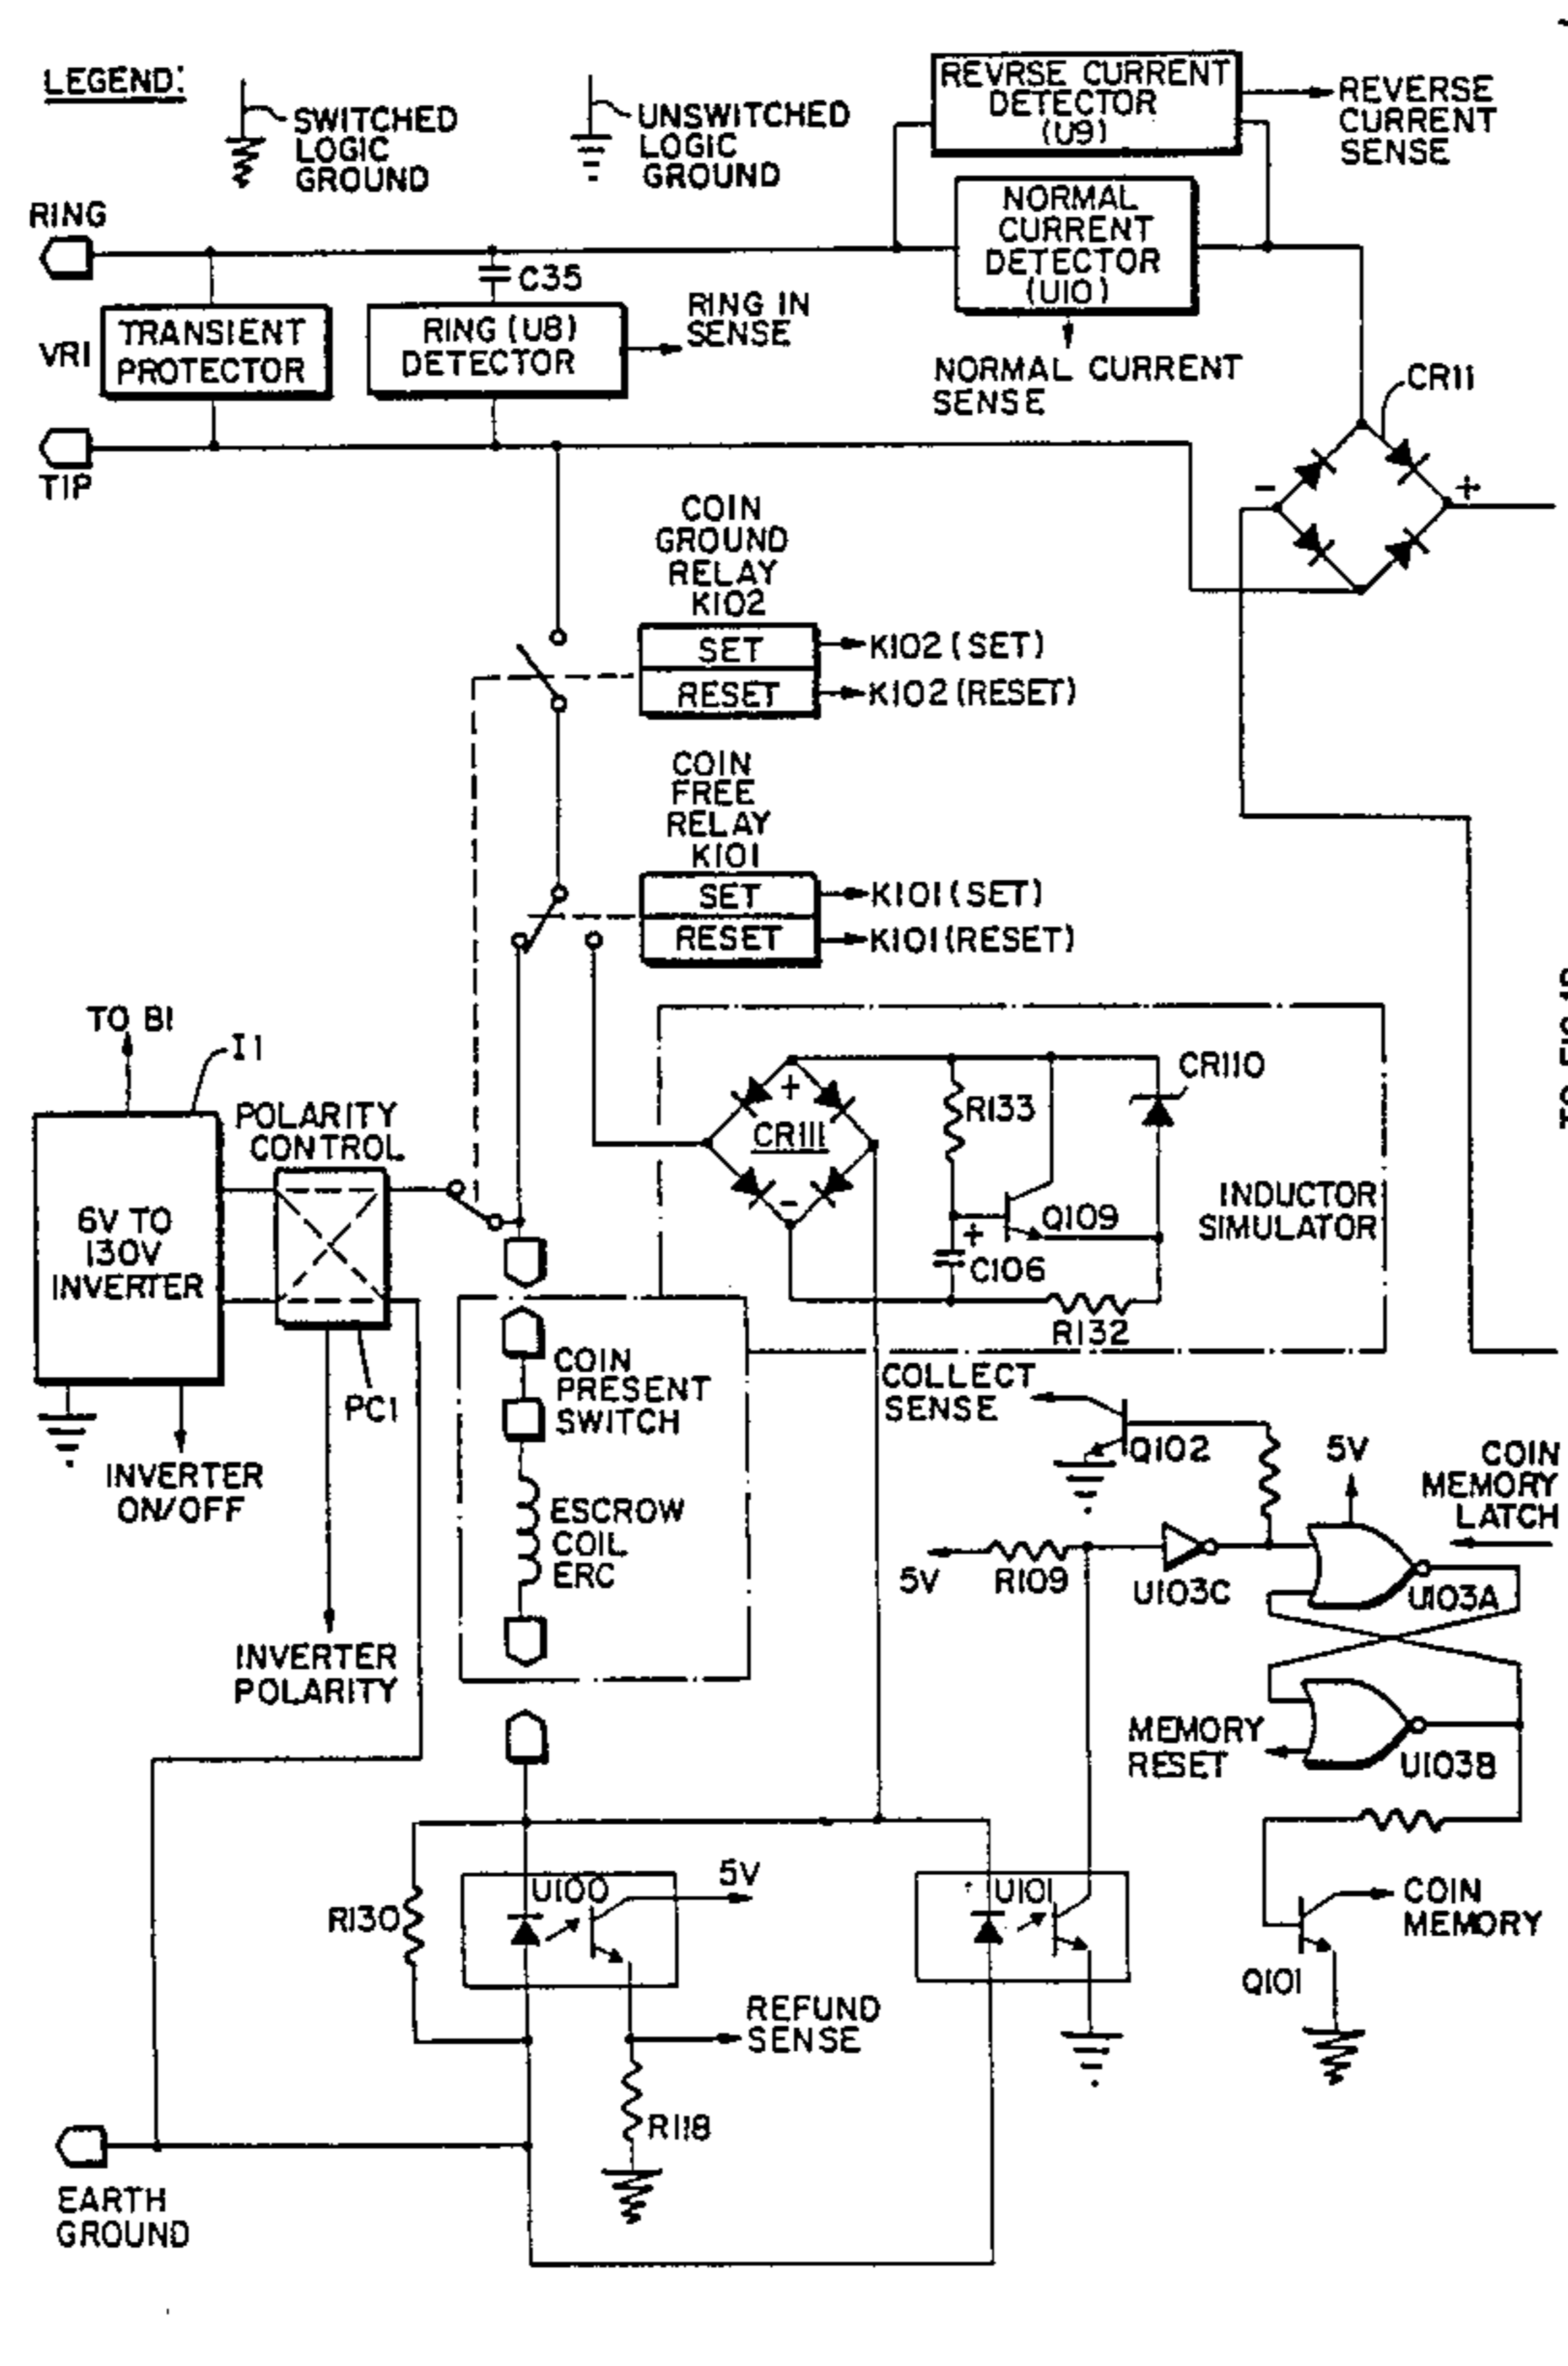 LEGEND:
SWITCHED
LOGIC
GROUND
UNSWITCHED
LOGIC
GROUND
REVRSE CURRENT
DETECTOR
(U9)
REVERSE
CURRENT
SENSE
NORMAL
CURRENT
DETECTOR
(U10)
NORMAL CURRENT
SENSE
RING
C35
VR1
TRANSIENT
PROTECTOR
RING (U8)
DETECTOR
RING IN
SENSE
TIP
CR11
-
+
COIN
GROUND
RELAY
K102
SET
RESET
K102 (SET)
K102 (RESET)
COIN
FREE
RELAY
K101
SET
RESET
K101 (SET)
K101 (RESET)
TO B1
I1
6V TO
130V
INVERTER
POLARITY
CONTROL
PC1
INVERTER
ON/OFF
INVERTER
POLARITY
+
CR111
-
R133
CR110
Q109
+
C106
R132
INDUCTOR
SIMULATOR
COIN
PRESENT
SWITCH
ESCROW
COIL
ERC
COLLECT
SENSE
Q102
5V
COIN
MEMORY
LATCH
5V
R109
U103C
U103A
MEMORY
RESET
U103B
U100
5V
R130
REFUND
SENSE
R118
U101
COIN
MEMORY
Q101
EARTH
GROUND